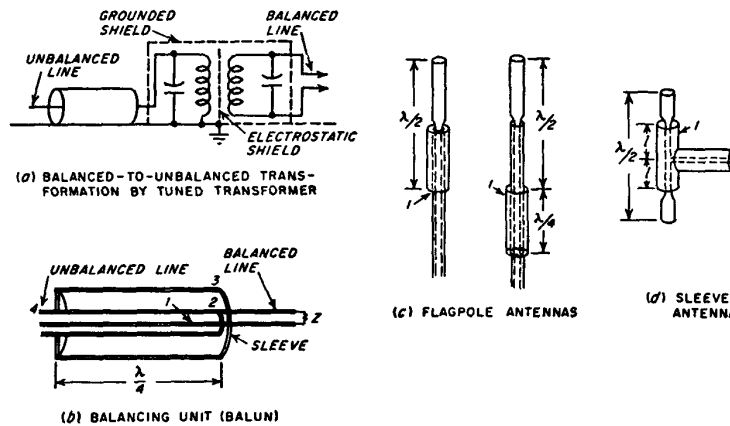 GROUNDED
SHIELD
BALANCED
LINE
UNBALANCED
LINE
ELECTROSTATIC
SHIELD
(a) BALANCED-TO-UNBALANCED TRANS-
FORMATION BY TUNED TRANSFORMER
UNBALANCED LINE
BALANCED
LINE
4
1
3
2
Z
SLEEVE
λ
4
(b) BALANCING UNIT (BALUN)
λ/2
1
λ/2
1
λ/4
(c) FLAGPOLE ANTENNAS
λ/2
l
l
1
(d) SLEEVE
ANTENNA